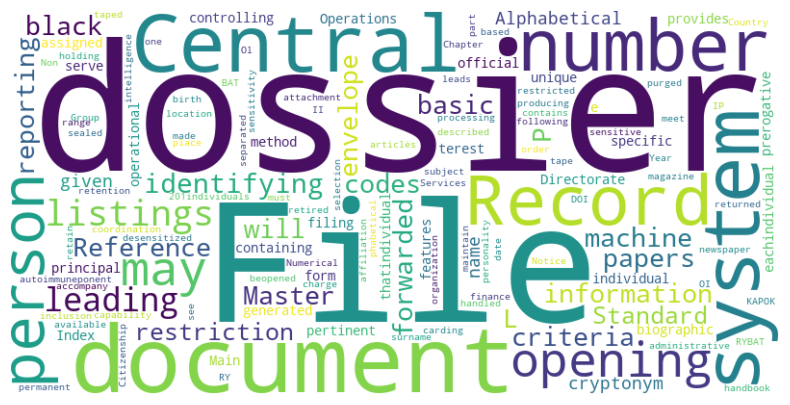 taped
Country
black
controlling
Operations
Alphabetical
provides
Central
number
Non
assigned
holding
Standard
serve
official
part
one
based
Chapter
OI
dossier
reporting
range
sealed
intelligence
BAT
birth
location
Group
made
place
operational
separated
sensitivity
attachment
II
leads
envelope
basic
method
processing
described
articles
unique
restricted
producing
contains
following
specific
P
e
sensitive
order
tape
purged
IP
meet
Year
magazine
eachindividual
prerogative
person
given
identifying
codes
terest
Directorate
listings
201individuals
retention
must
selection
subject
Services
Record
DOI
newspaper
returned
system
will
filing
retired
coordination
desensitized
Reference
may
principal
autoimmuneponent
accompany
containing
Numerical
form
charge
affiliation
phabetical
beopened
File
forwarded
thatindividual
features
name
organization
maintain
personality
date
machine
papers
individual
Notice
OI
KAPOK
leading
Master
information
Standard
inclusion
capability
generated
see
handled
finance
L
criteria
biographic
Index
available
Citizenship
restriction
pertinent
carding
surname
opening
RYBAT
administrative
permanent
retain
Main
RY
document
cryptonym
handbook